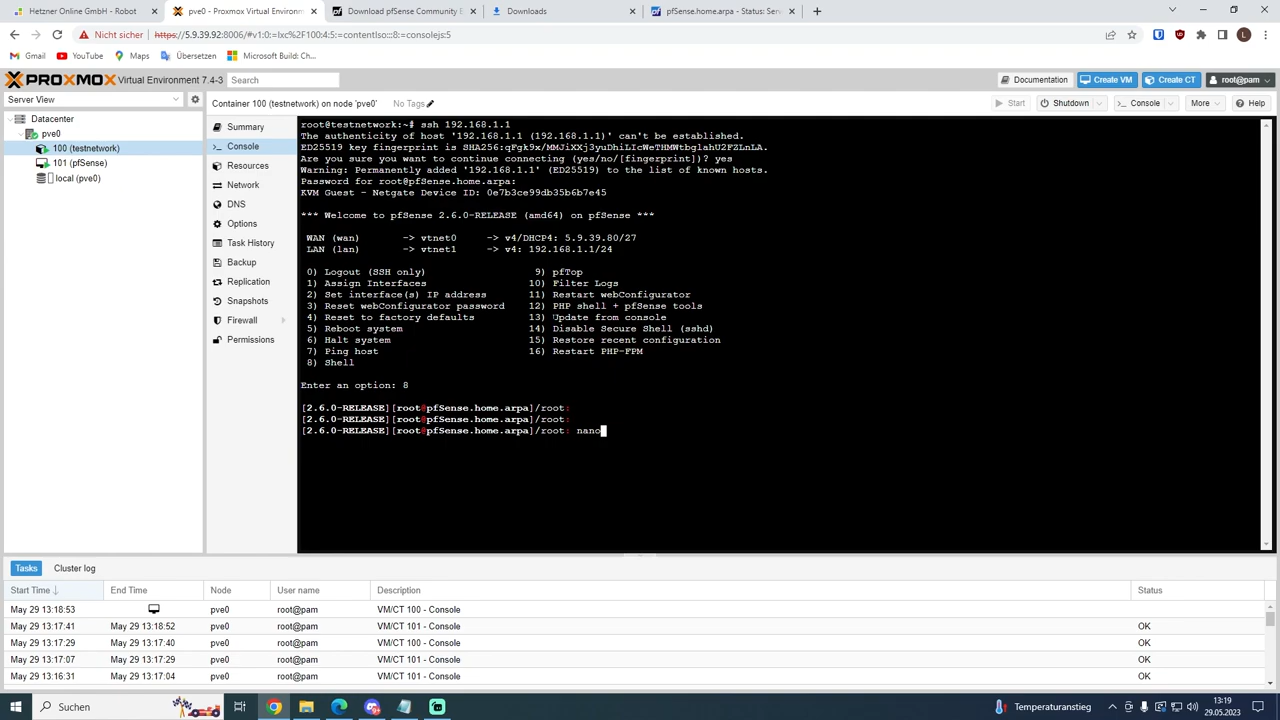 Hetzner Online GmbH - Robot
pve0 - Proxmox Virtual Environm
Download pfSense Community E
Downloads
pfSense.home.arpa - Status: Serv
Nicht sicher
https://5.9.39.92:8006/#v1:0:=lxc%2F100:4:5:=contentIso:::8:=consolejs:5
L
Gmail
YouTube
Maps
Übersetzen
Microsoft Build: Ch...
PROXMOX Virtual Environment 7.4-3
Search
Documentation
Create VM
Create CT
root@pam
Server View
Container 100 (testnetwork) on node 'pve0'
No Tags
Start
Shutdown
Console
More
Help
Datacenter
pve0
100 (testnetwork)
101 (pfSense)
local (pve0)
Summary
Console
Resources
Network
DNS
Options
Task History
Backup
Replication
Snapshots
Firewall
Permissions
root@testnetwork:~# ssh 192.168.1.1
The authenticity of host '192.168.1.1 (192.168.1.1)' can't be established.
ED25519 key fingerprint is SHA256:qFgk9x/MMJiXXj3yuDhiLIcWeTHMWtbglahU2FZLnLA.
Are you sure you want to continue connecting (yes/no/[fingerprint])? yes
Warning: Permanently added '192.168.1.1' (ED25519) to the list of known hosts.
Password for root@pfSense.home.arpa:
KVM Guest - Netgate Device ID: 0e7b3ce99db35b6b7e45
*** Welcome to pfSense 2.6.0-RELEASE (amd64) on pfSense ***
WAN (wan) -> vtnet0 -> v4/DHCP4: 5.9.39.80/27
LAN (lan) -> vtnet1 -> v4: 192.168.1.1/24
0) Logout (SSH only) 9) pfTop
1) Assign Interfaces 10) Filter Logs
2) Set interface(s) IP address 11) Restart webConfigurator
3) Reset webConfigurator password 12) PHP shell + pfSense tools
4) Reset to factory defaults 13) Update from console
5) Reboot system 14) Disable Secure Shell (sshd)
6) Halt system 15) Restore recent configuration
7) Ping host 16) Restart PHP-FPM
8) Shell
Enter an option: 8
[2.6.0-RELEASE][root@pfSense.home.arpa]/root:
[2.6.0-RELEASE][root@pfSense.home.arpa]/root:
[2.6.0-RELEASE][root@pfSense.home.arpa]/root: nano
Tasks
Cluster log
Start Time End Time Node User name Description Status
May 29 13:18:53 pve0 root@pam VM/CT 100 - Console
May 29 13:17:41 May 29 13:18:52 pve0 root@pam VM/CT 101 - Console OK
May 29 13:17:29 May 29 13:17:40 pve0 root@pam VM/CT 100 - Console OK
May 29 13:17:07 May 29 13:17:29 pve0 root@pam VM/CT 101 - Console OK
May 29 13:16:31 May 29 13:17:04 pve0 root@pam VM/CT 101 - Console OK
Suchen
Temperaturanstieg
13:19
29.05.2023